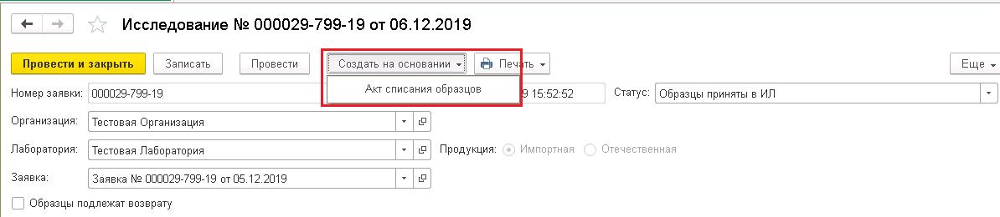 Исследование № 000029-799-19 от 06.12.2019
Провести и закрыть Записать Провести Создать на основании Печать Еще
Акт списания образцов
Номер заявки: 000029-799-19 9 15:52:52 Статус: Образцы приняты в ИЛ
Организация: Тестовая Организация
Лаборатория: Тестовая Лаборатория Продукция: Импортная Отечественная
Заявка: Заявка № 000029-799-19 от 05.12.2019
Образцы подлежат возврату